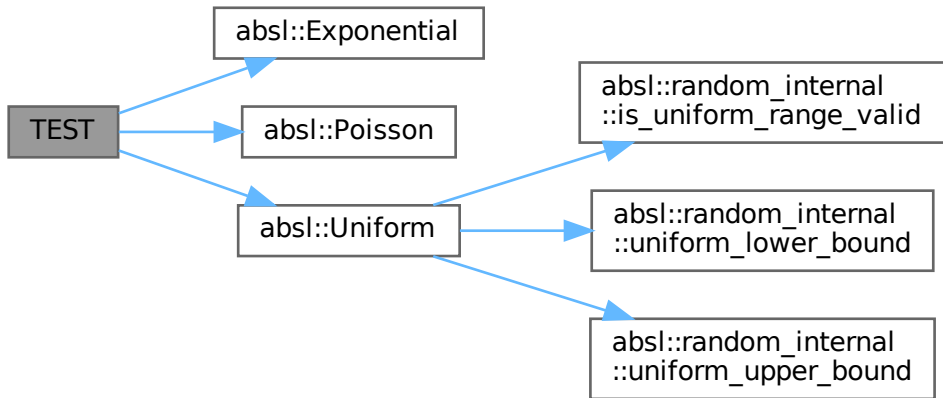 absl::Exponential
TEST
absl::Poisson
absl::Uniform
absl::random_internal
::is_uniform_range_valid
absl::random_internal
::uniform_lower_bound
absl::random_internal
::uniform_upper_bound